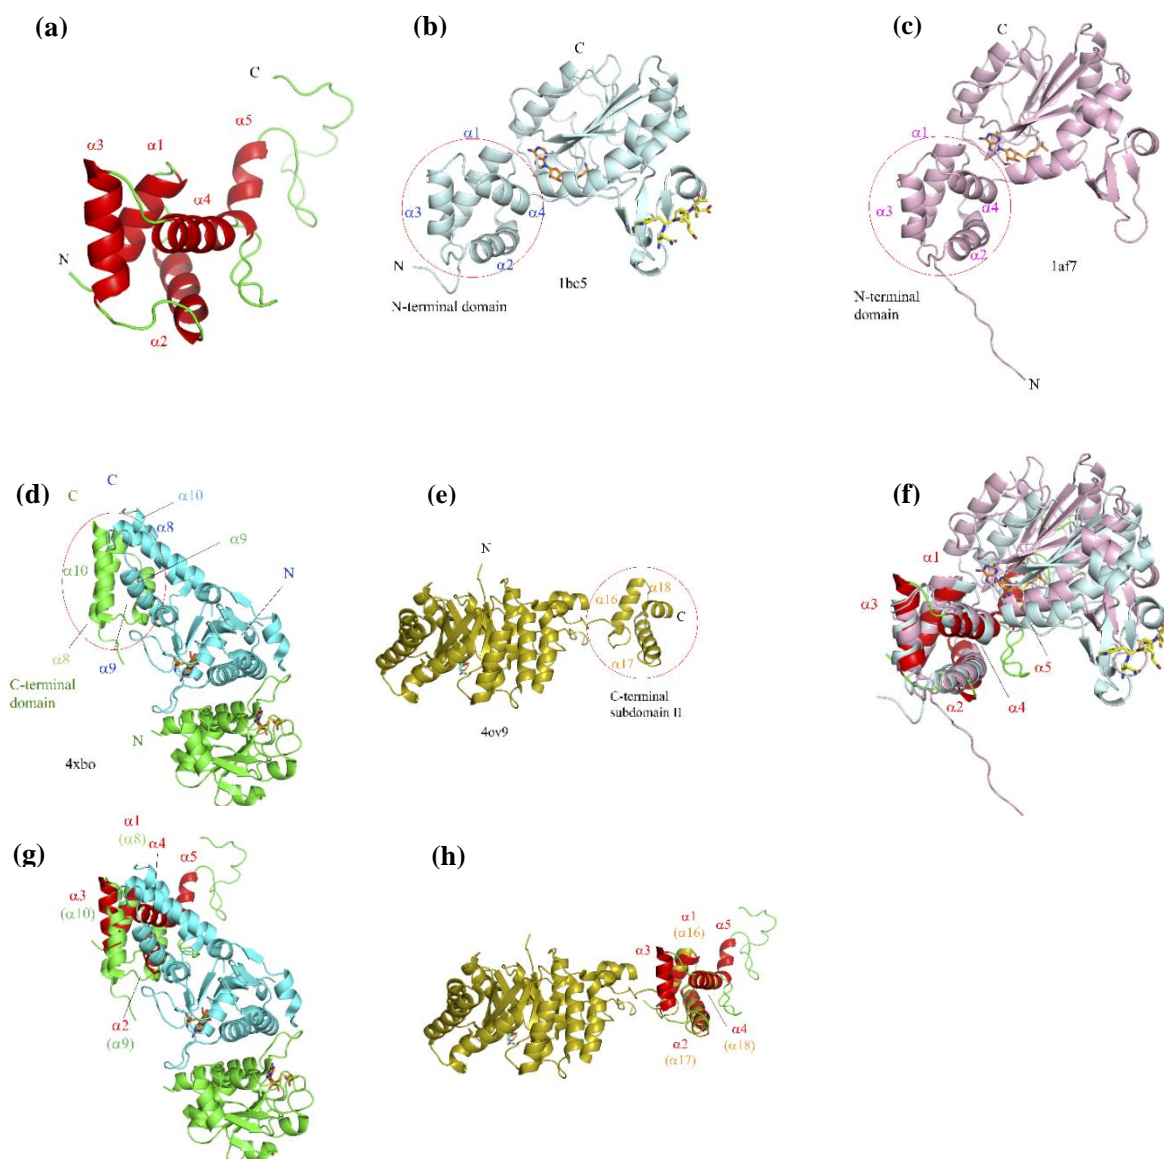 (a)
C
α5
α3
α1
α4
N
α2
(b)
C
α1
α3
α4
N
α2
1bc5
N-terminal domain
(c)
C
α1
α3
α4
α2
1af7
N-terminal
domain
N
(d)
C
C
α10
α8
α9
α10
N
α8
α9
C-terminal
domain
N
4xbo
(e)
N
α16
α18
C
α17
C-terminal
subdomain II
4ov9
(f)
α1
α3
α5
α2
α4
(g)
α1
(α8)
α4
α5
α3
(α10)
α2
(α9)
(h)
α1
(α16)
α5
α3
α4
(α18)
α2
(α17)